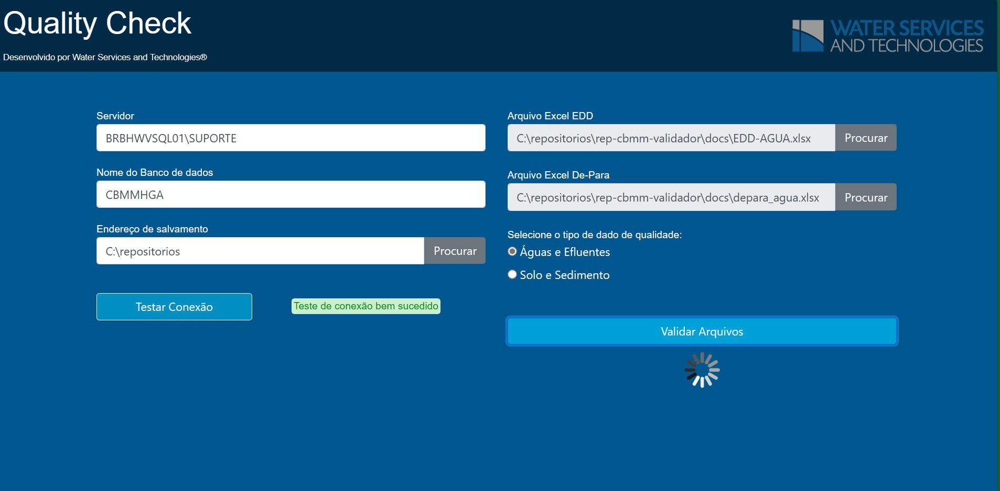 Quality Check
Desenvolvido por Water Services and Technologies®
WATER SERVICES
AND TECHNOLOGIES
Servidor
BRBHWVSQL01\SUPORTE
Nome do Banco de dados
CBMMHGA
Endereço de salvamento
C:\repositorios
Procurar
Testar Conexão
Teste de conexão bem sucedido
Arquivo Excel EDD
C:\repositorios\rep-cbmm-validador\docs\EDD-AGUA.xlsx
Procurar
Arquivo Excel De-Para
C:\repositorios\rep-cbmm-validador\docs\depara_agua.xlsx
Procurar
Selecione o tipo de dado de qualidade:
Águas e Efluentes
Solo e Sedimento
Validar Arquivos